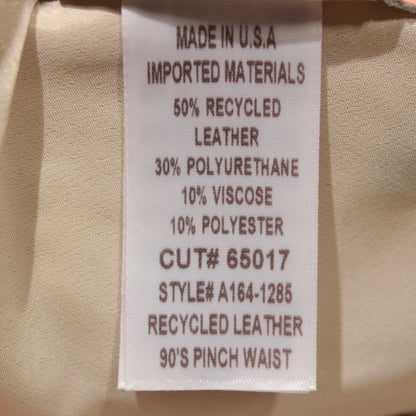 MADE IN U.S.A
IMPORTED MATERIALS
50% RECYCLED
LEATHER
30% POLYURETHANE
10% VISCOSE
10% POLYESTER
CUT# 65017
STYLE# A164-1285
RECYCLED LEATHER
90'S PINCH WAIST